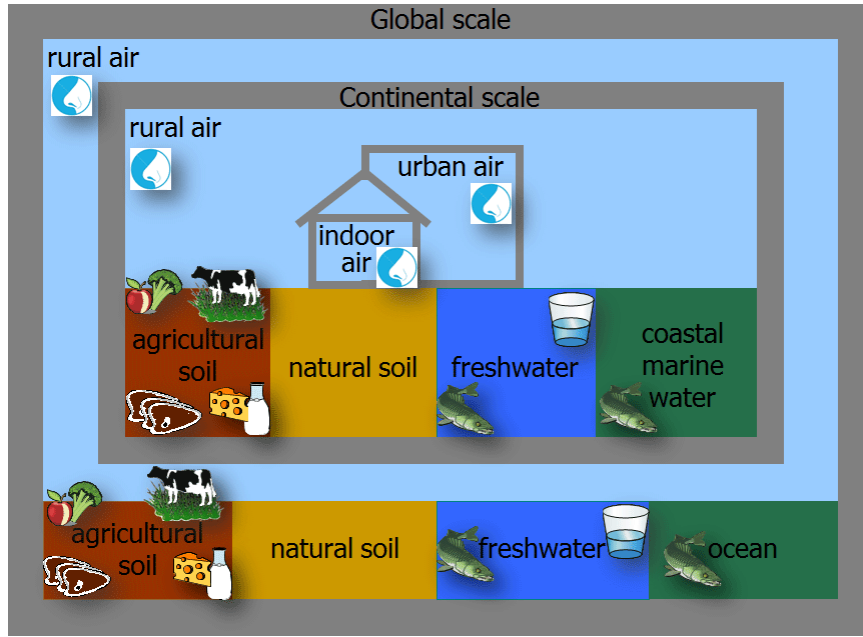 Global scale
rural air
Continental scale
rural air
urban air
indoor
air
agricultural
soil
natural soil
freshwater
coastal
marine
water
agricultural
soil
natural soil
freshwater
ocean